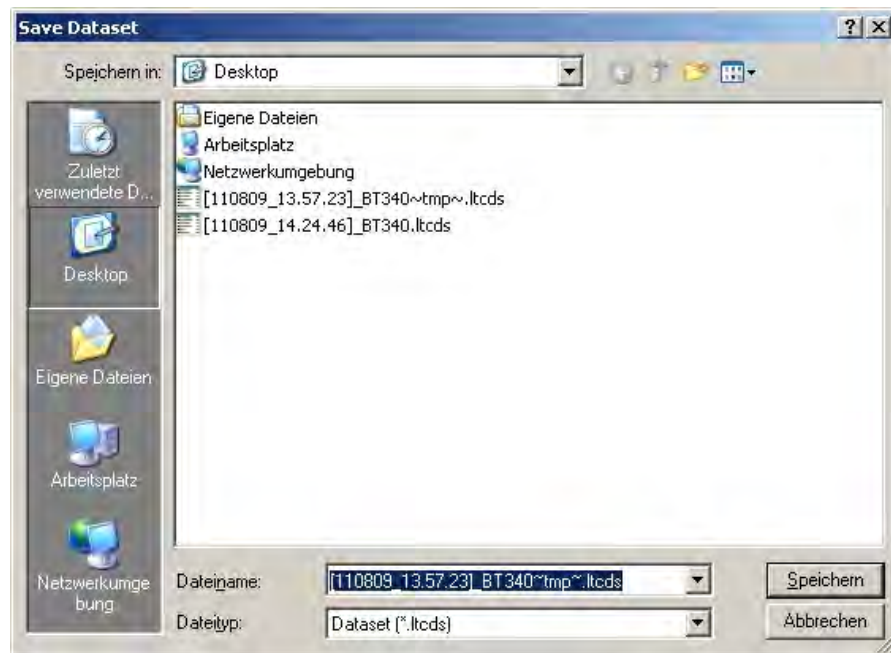 Save Dataset
Speichern in:
Desktop
Zuletzt
verwendete D...
Desktop
Eigene Dateien
Arbeitsplatz
Netzwerkumge
bung
Eigene Dateien
Arbeitsplatz
Netzwerkumgebung
[110809_13.57.23]_BT340~tmp~.ltcds
[110809_14.24.46]_BT340.ltcds
Dateiname:
[110809_13.57.23]_BT340~tmp~.ltcds
Speichern
Dateityp:
Dataset (*.ltcds)
Abbrechen